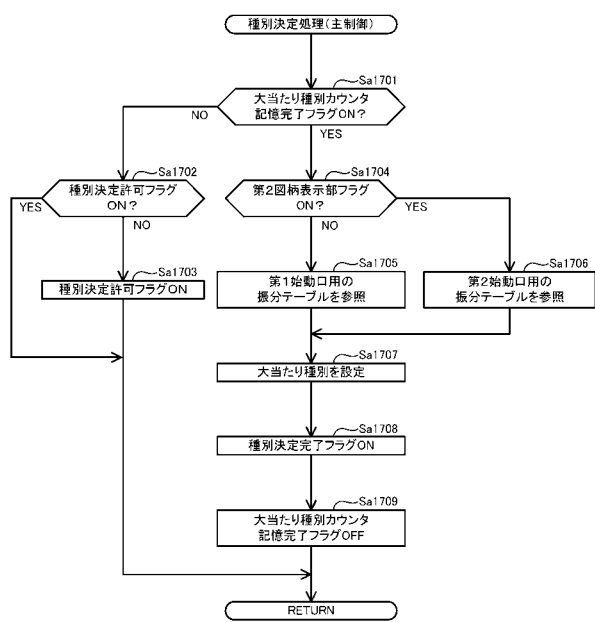 種別決定処理(主制御)
Sa1701
大当たり種別カウンタ
記憶完了フラグON?
NO
YES
Sa1702
種別決定許可フラグ
ON?
YES
NO
Sa1704
第2図柄表示部フラグ
ON?
YES
NO
Sa1703
種別決定許可フラグON
Sa1705
第1始動口用の
振分テーブルを参照
Sa1706
第2始動口用の
振分テーブルを参照
Sa1707
大当たり種別を設定
Sa1708
種別決定完了フラグON
Sa1709
大当たり種別カウンタ
記憶完了フラグOFF
RETURN